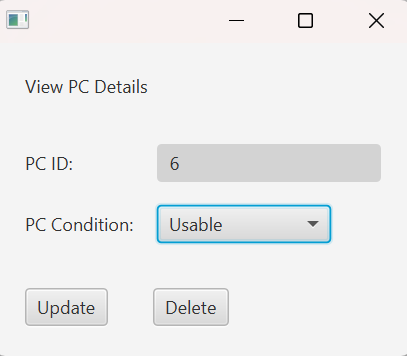 View PC Details
PC ID: 6
PC Condition: Usable
Update Delete